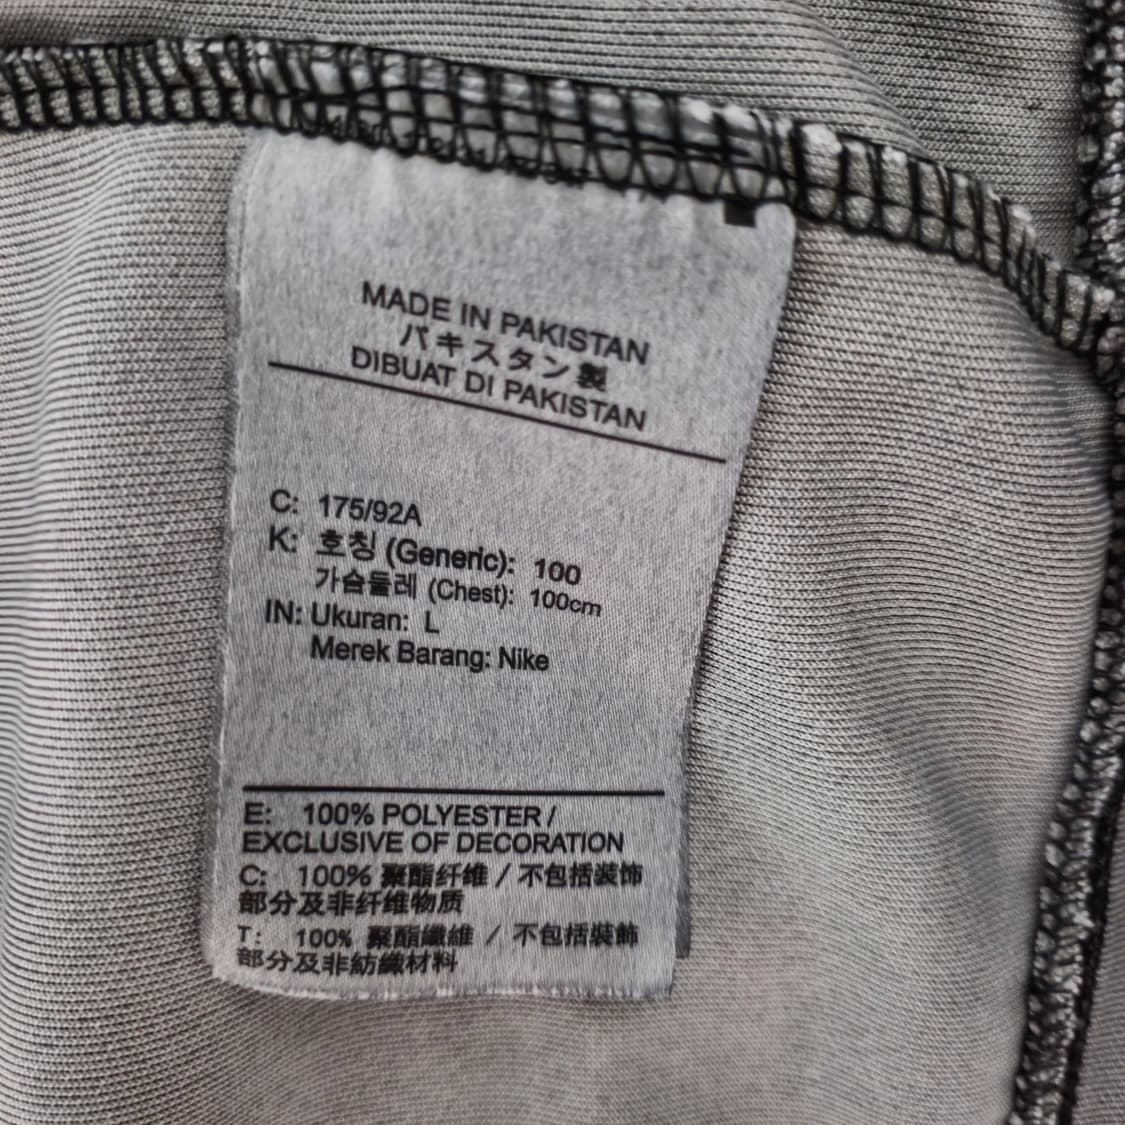 MADE IN PAKISTAN
パキスタン製
DIBUAT DI PAKISTAN
C: 175/92A
K: 호칭 (Generic): 100
가슴둘레 (Chest): 100cm
IN: Ukuran: L
Merek Barang: Nike
E: 100% POLYESTER /
EXCLUSIVE OF DECORATION
C: 100% 聚酯纤维 / 不包括装饰
部分及非纤维物质
T: 100% 聚酯纖維 / 不包括裝飾
部分及非紡織材料